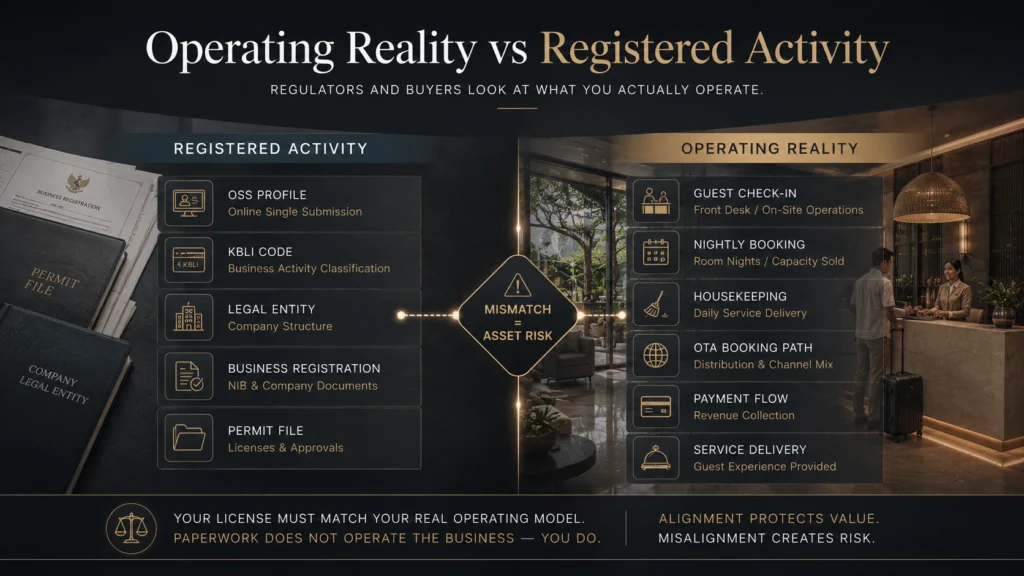 Operating Reality vs Registered Activity
REGULATORS AND BUYERS LOOK AT WHAT YOU ACTUALLY OPERATE.
REGISTERED ACTIVITY
BUSINESS REGISTRATION
PERMIT
FILE
COMPANY
LEGAL ENTITY
OSS PROFILE
Online Single Submission
KBLI
KBLI CODE
Business Activity Classification
LEGAL ENTITY
Company Structure
BUSINESS REGISTRATION
NIB & Company Documents
PERMIT FILE
Licenses & Approvals
MISMATCH
=
ASSET RISK
OPERATING REALITY
GUEST CHECK-IN
Front Desk / On-Site Operations
NIGHTLY BOOKING
Room Nights / Capacity Sold
HOUSEKEEPING
Daily Service Delivery
OTA BOOKING PATH
Distribution & Channel Mix
PAYMENT FLOW
Revenue Collection
SERVICE DELIVERY
Guest Experience Provided
YOUR LICENSE MUST MATCH YOUR REAL OPERATING MODEL.
PAPERWORK DOES NOT OPERATE THE BUSINESS — YOU DO.
ALIGNMENT PROTECTS VALUE.
MISALIGNMENT CREATES RISK.